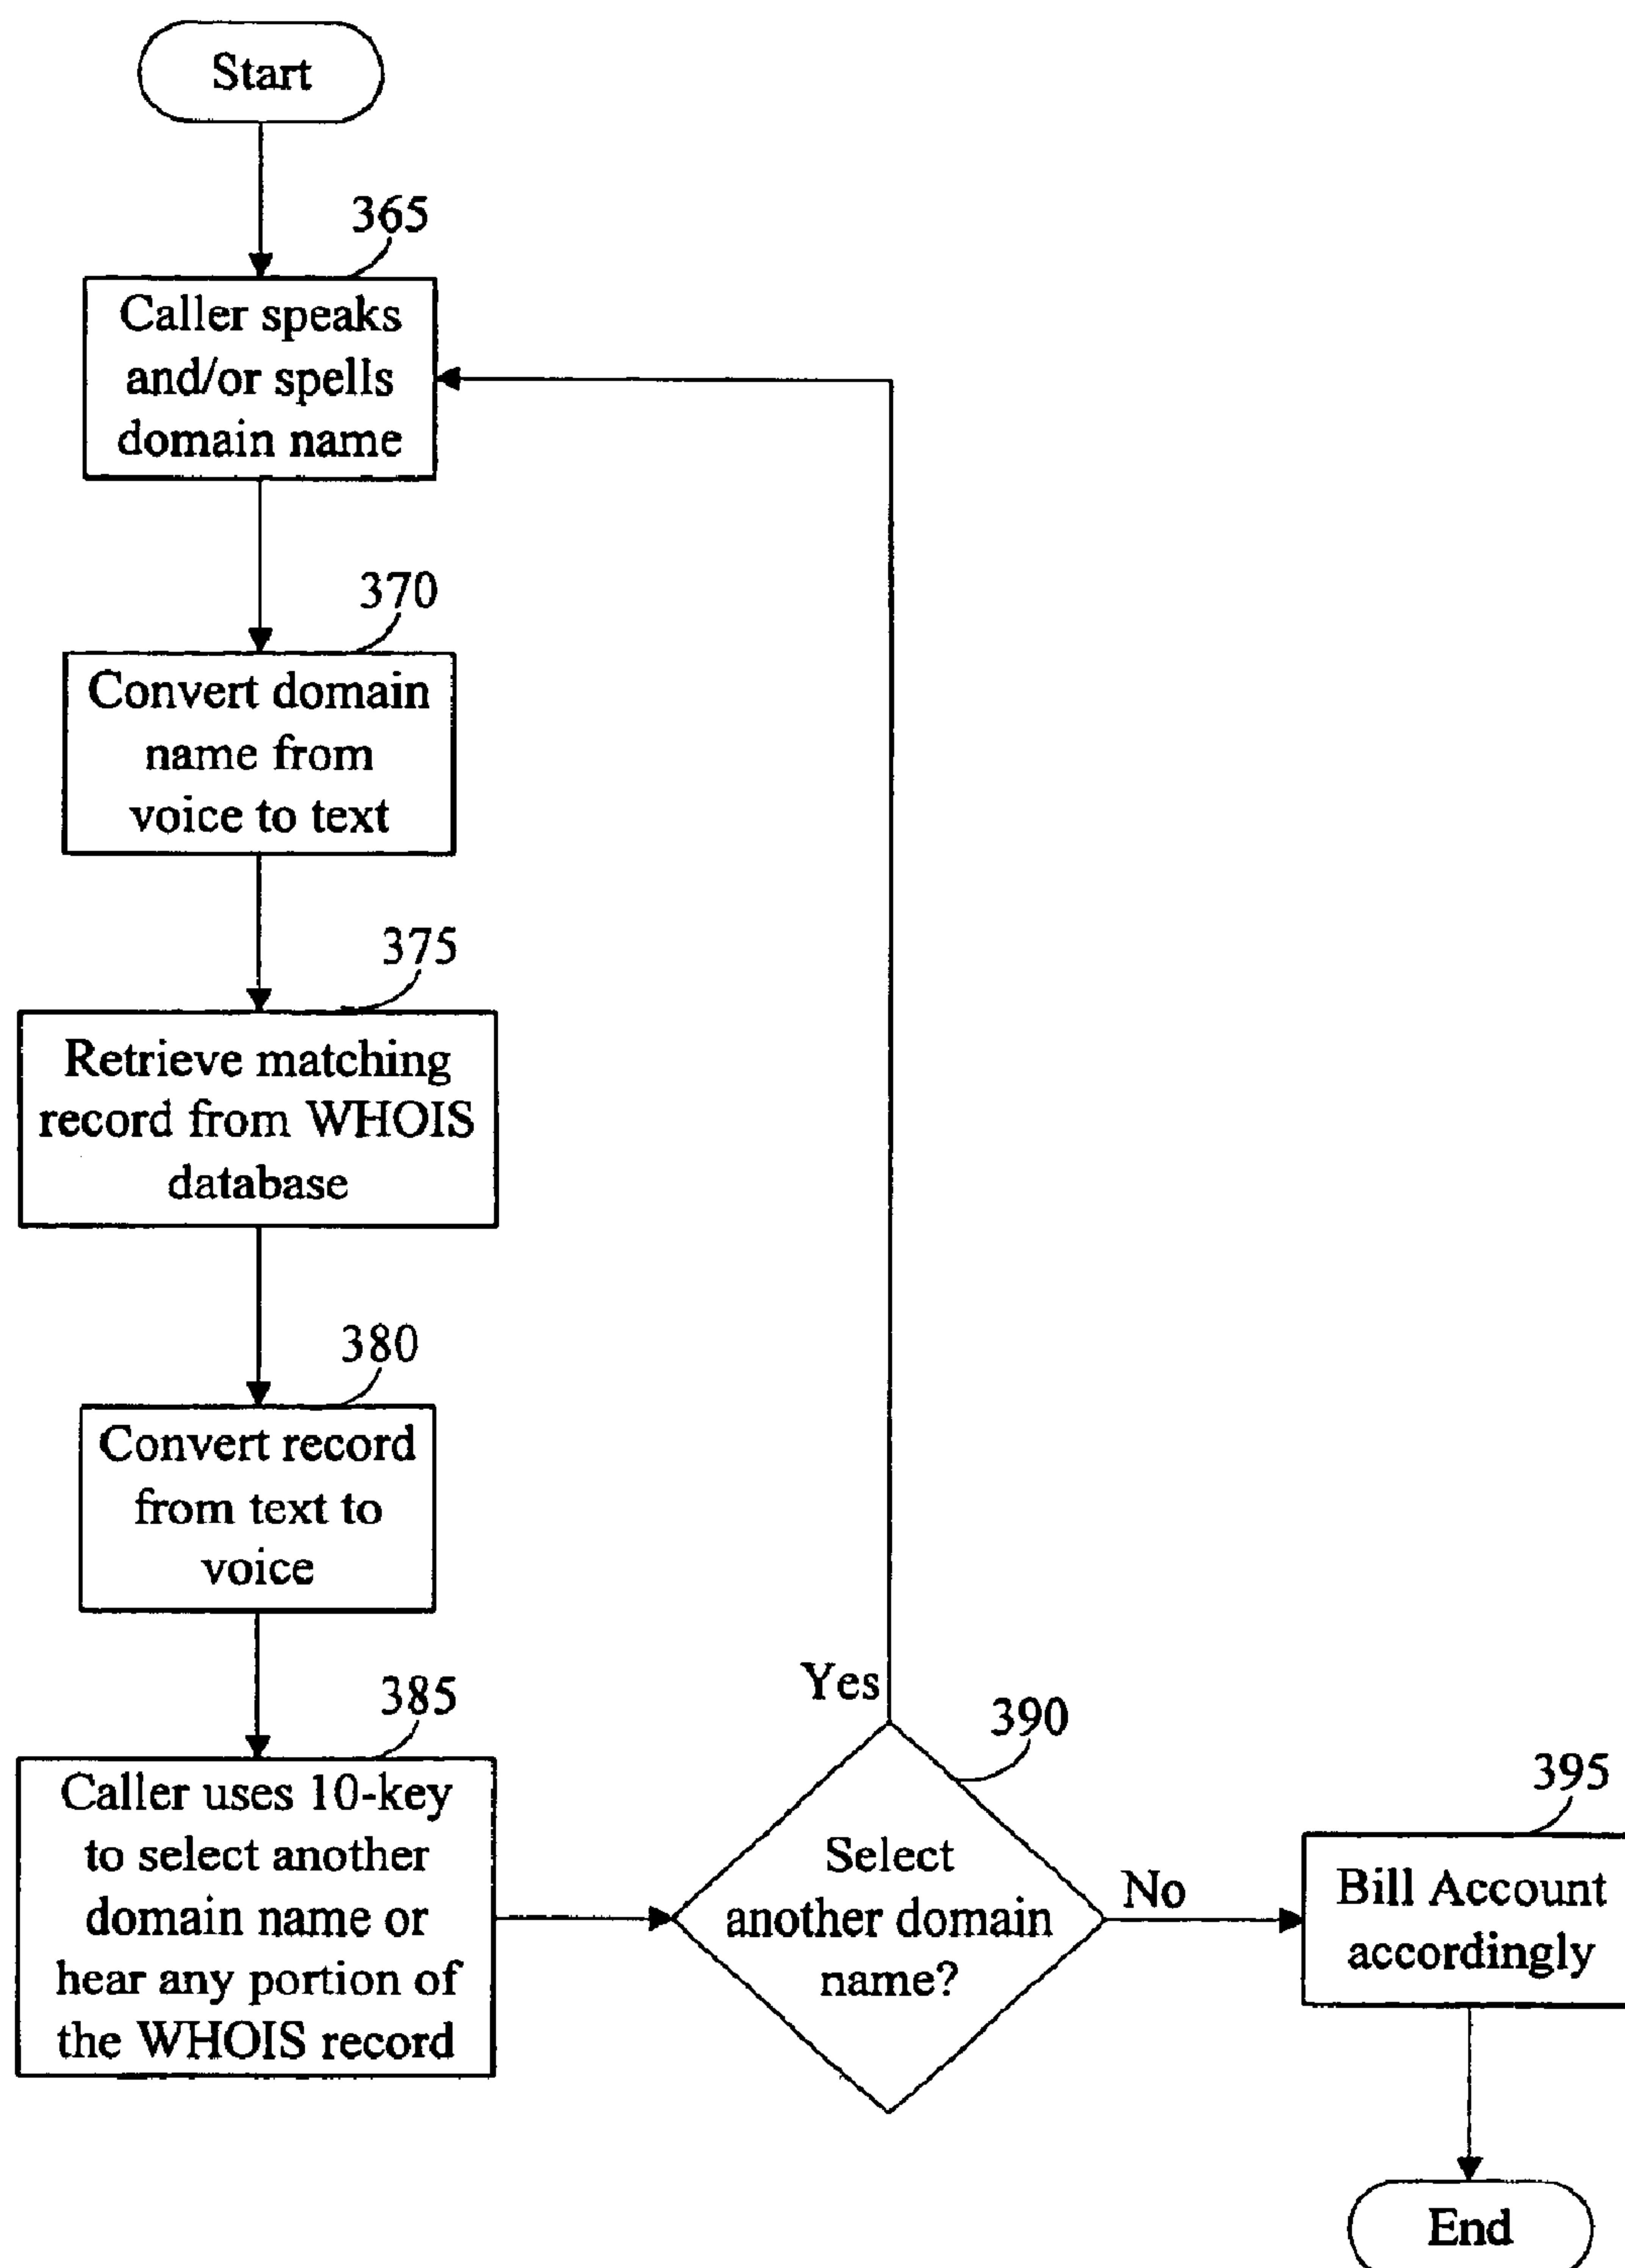 Start
365
Caller speaks
and/or spells
domain name
370
Convert domain
name from
voice to text
375
Retrieve matching
record from WHOIS
database
380
Convert record
from text to
voice
385
Caller uses 10-key
to select another
domain name or
hear any portion of
the WHOIS record
Yes
390
Select
another domain
name?
No
395
Bill Account
accordingly
End